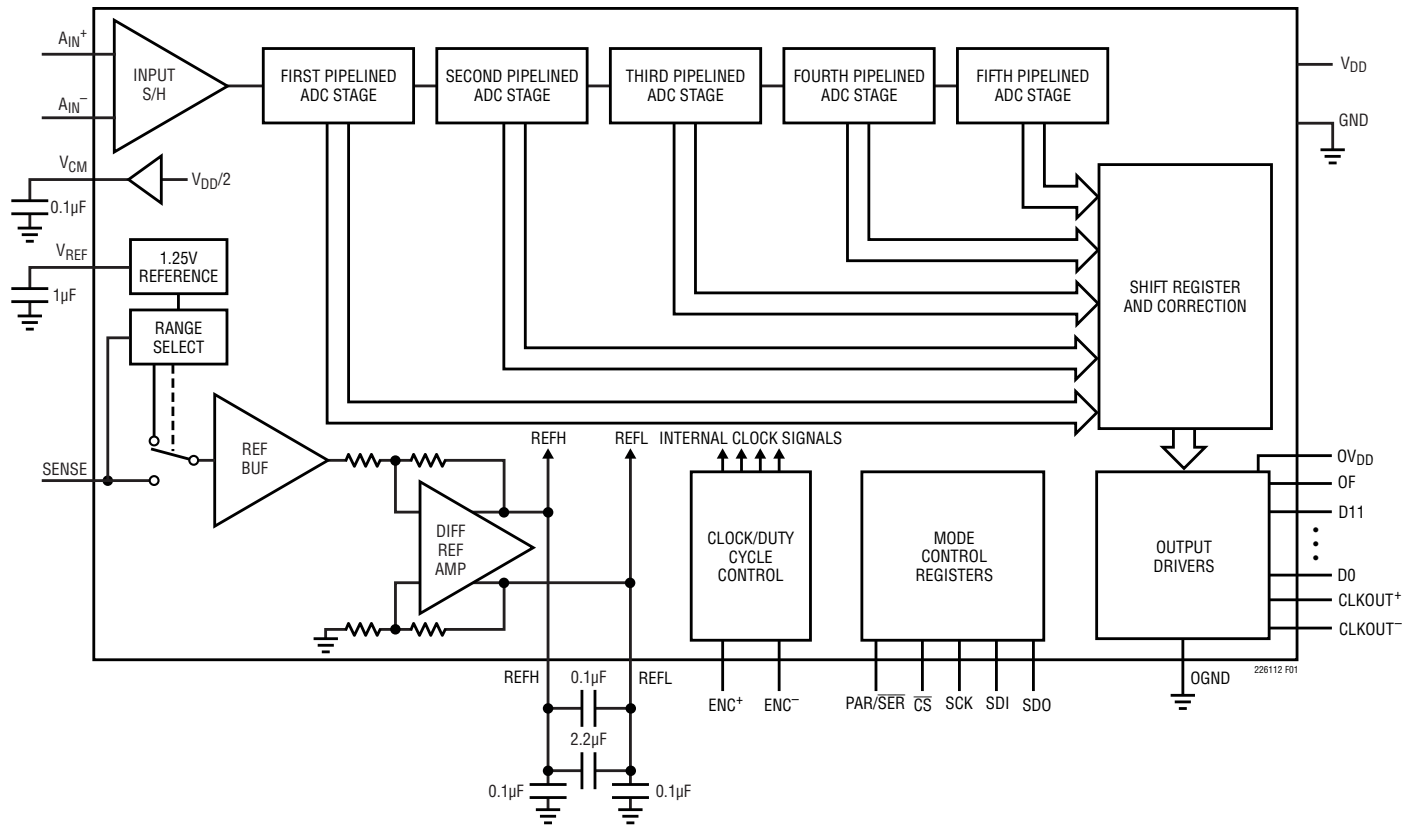 AIN+
AIN–
INPUT
S/H
FIRST PIPELINED
ADC STAGE
SECOND PIPELINED
ADC STAGE
THIRD PIPELINED
ADC STAGE
FOURTH PIPELINED
ADC STAGE
FIFTH PIPELINED
ADC STAGE
VDD
GND
VCM
VDD/2
0.1µF
VREF
1.25V
REFERENCE
1µF
RANGE
SELECT
SHIFT REGISTER
AND CORRECTION
SENSE
REF
BUF
DIFF
REF
AMP
REFH
REFL
INTERNAL CLOCK SIGNALS
CLOCK/DUTY
CYCLE
CONTROL
MODE
CONTROL
REGISTERS
OUTPUT
DRIVERS
OVDD
OF
D11
D0
CLKOUT+
CLKOUT–
226112 F01
REFH
0.1µF
REFL
ENC+
ENC–
PAR/SER
CS
SCK
SDI
SDO
OGND
2.2µF
0.1µF
0.1µF